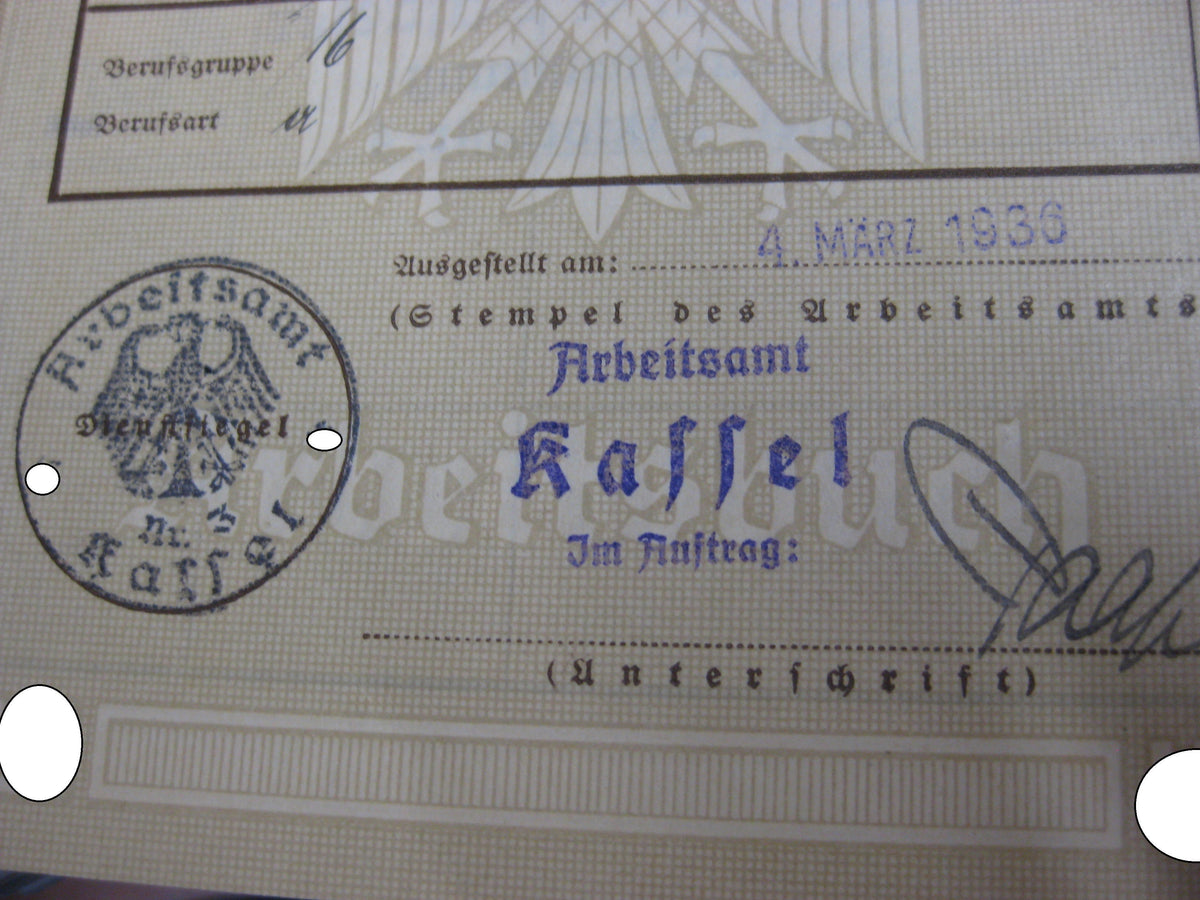 Berufsgruppe 16
Berufsart a
Ausgestellt am: 4. MÄRZ 1936
(Stempel des Arbeitsamts
Arbeitsamt
Kassel
Im Auftrag:
(Unterschrift)
Arbeitsamt
Dienstsiegel
Nr. 3
Kassel
Arbeitsbuch